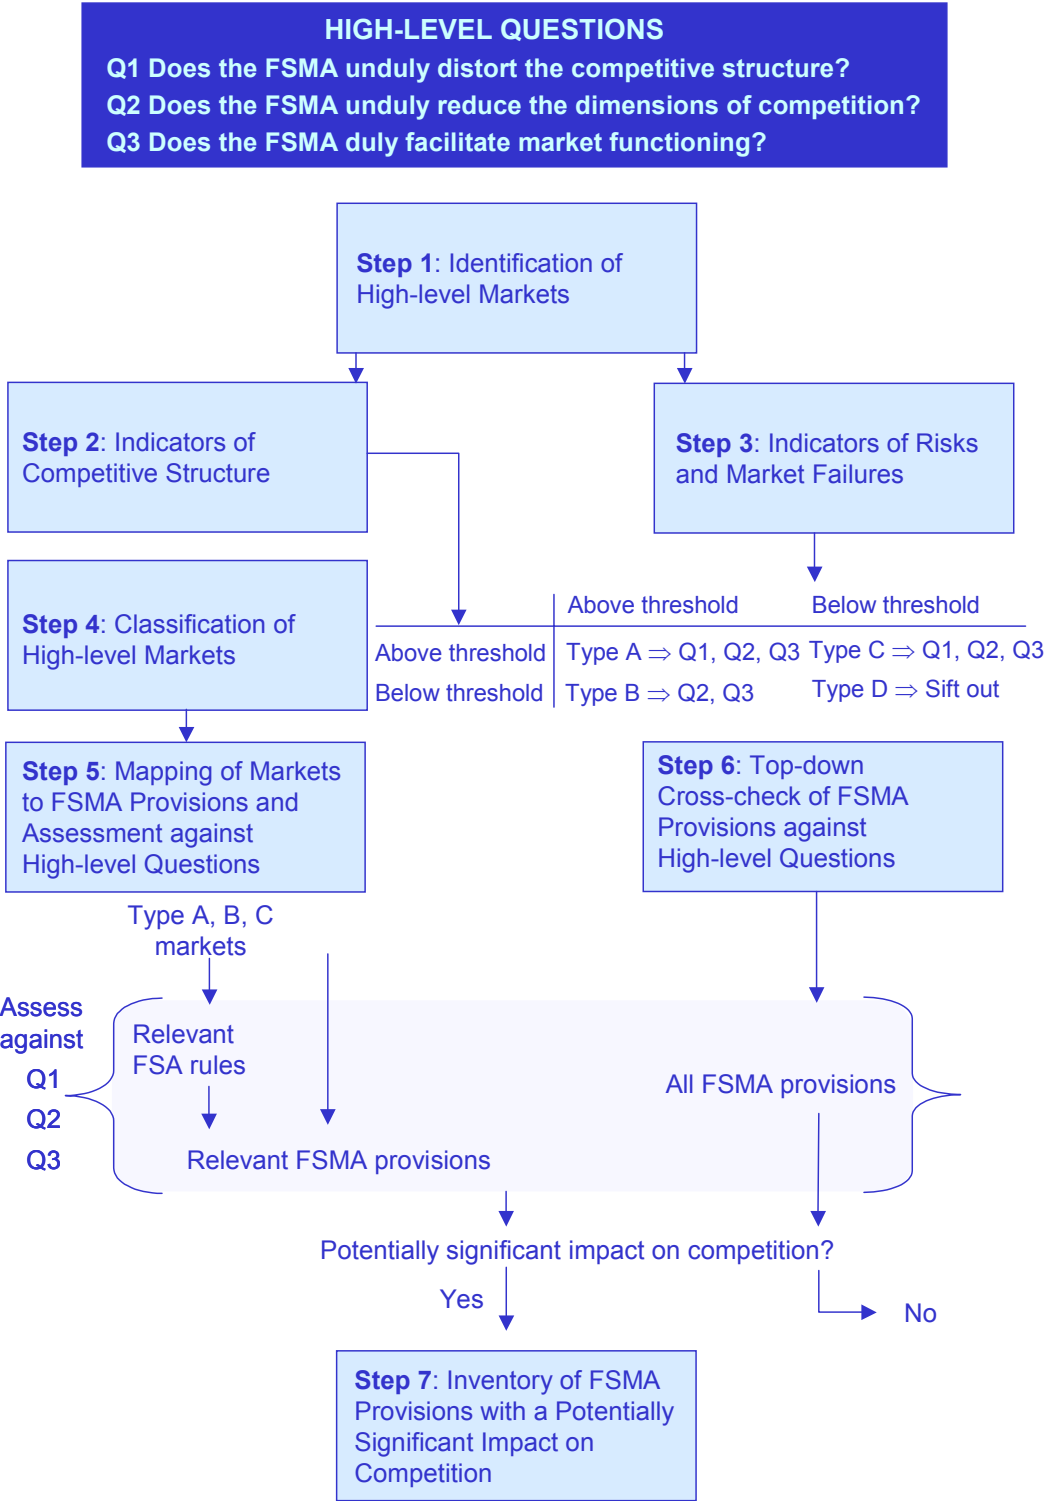 HIGH-LEVEL QUESTIONS
Q1 Does the FSMA unduly distort the competitive structure?
Q2 Does the FSMA unduly reduce the dimensions of competition?
Q3 Does the FSMA duly facilitate market functioning?
Step 1: Identification of
High-level Markets
Step 2: Indicators of
Competitive Structure
Step 3: Indicators of Risks
and Market Failures
Step 4: Classification of
High-level Markets
Above threshold Below threshold
Above threshold Type A ⇒ Q1, Q2, Q3 Type C ⇒ Q1, Q2, Q3
Below threshold Type B ⇒ Q2, Q3 Type D ⇒ Sift out
Step 5: Mapping of Markets
to FSMA Provisions and
Assessment against
High-level Questions
Step 6: Top-down
Cross-check of FSMA
Provisions against
High-level Questions
Type A, B, C
markets
Assess
against
Q1
Q2
Q3
Relevant
FSA rules
All FSMA provisions
Relevant FSMA provisions
Potentially significant impact on competition?
Yes
No
Step 7: Inventory of FSMA
Provisions with a Potentially
Significant Impact on
Competition